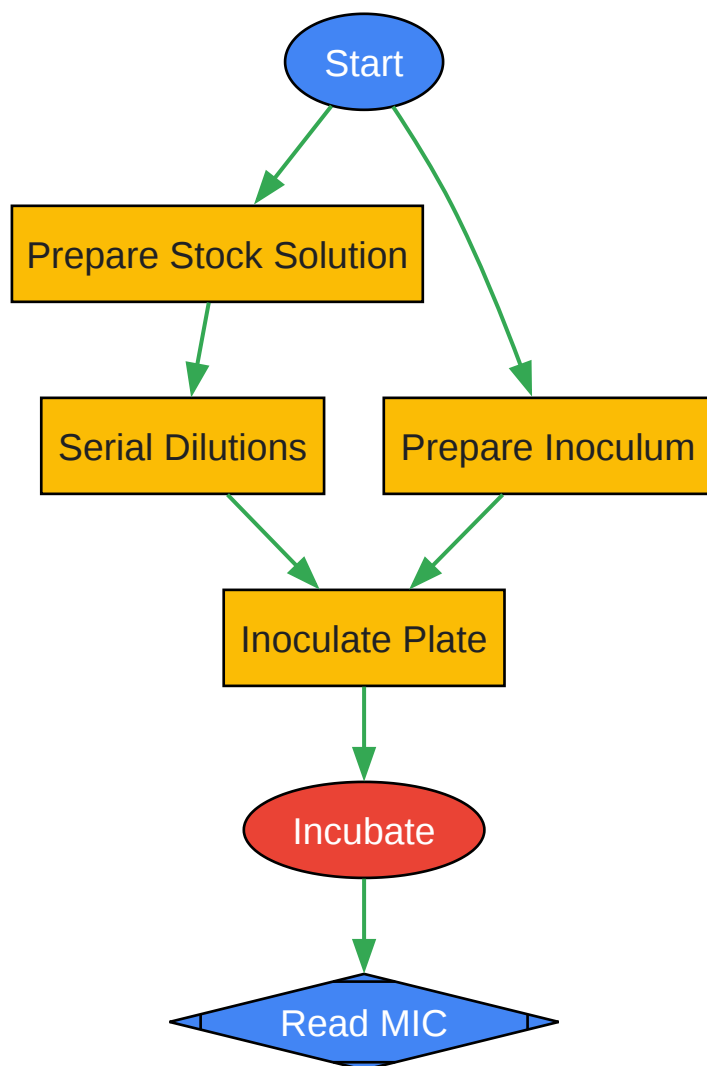 Start
Prepare Stock Solution
Serial Dilutions
Prepare Inoculum
Inoculate Plate
Incubate
Read MIC